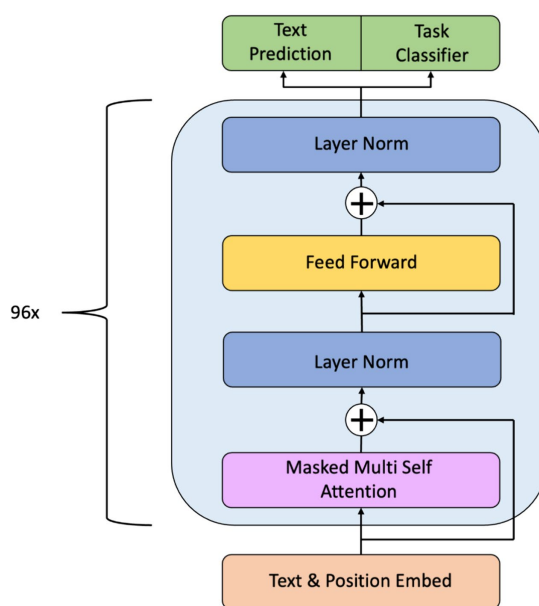 Text
Prediction
Task
Classifier
Layer Norm
Feed Forward
96x
Layer Norm
Masked Multi Self
Attention
Text & Position Embed